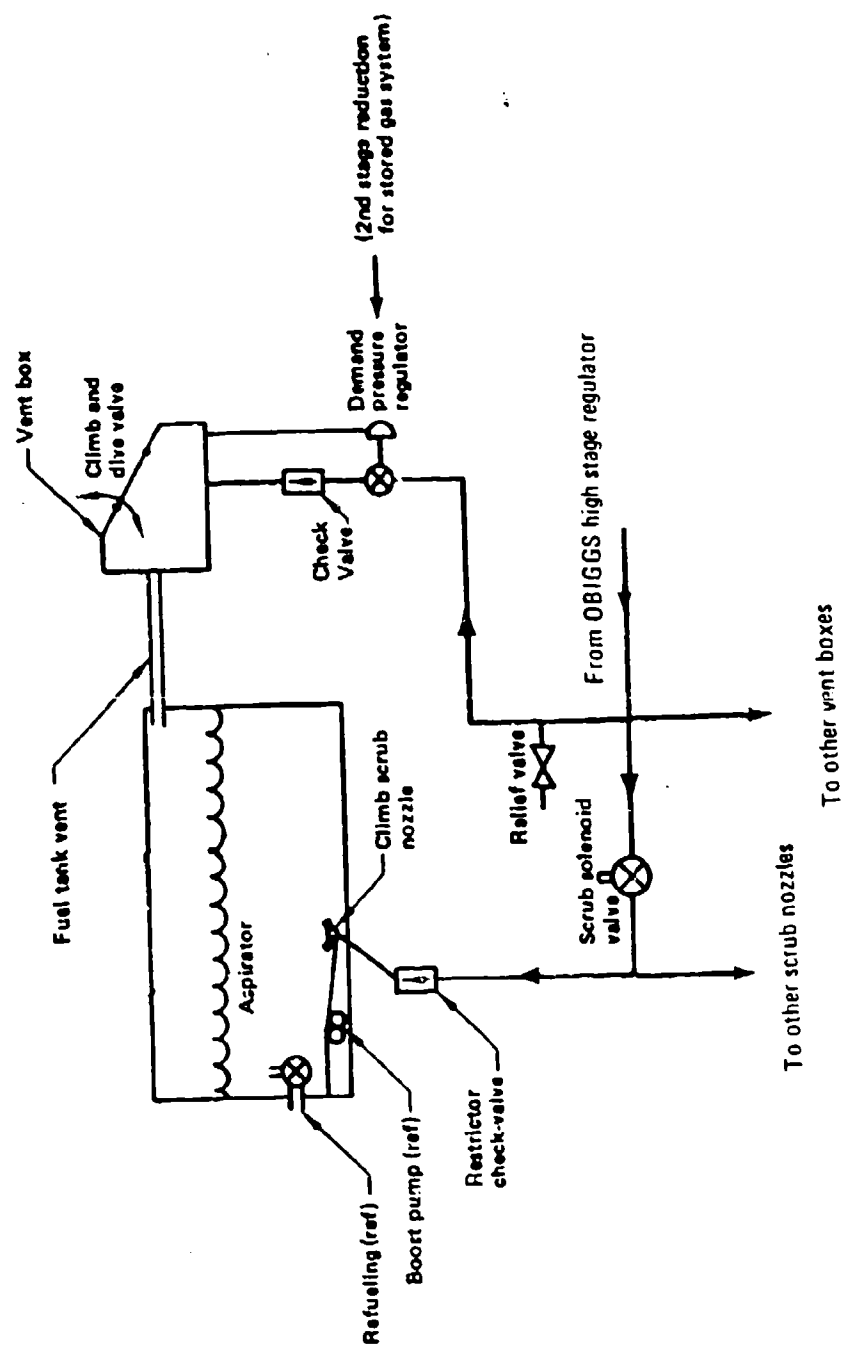 Vent box
Climb and
dive valve
Fuel tank vent
(2nd stage reduction
for stored gas system)
Demand
pressure
regulator
Check
Valve
Aspirator
Climb scrub
nozzle
Refueling (ref)
Boort pump (ref)
Restrictor
check-valve
Relief valve
From OBIGGS high stage regulator
Scrub solenoid
valve
To other scrub nozzles
To other vent boxes